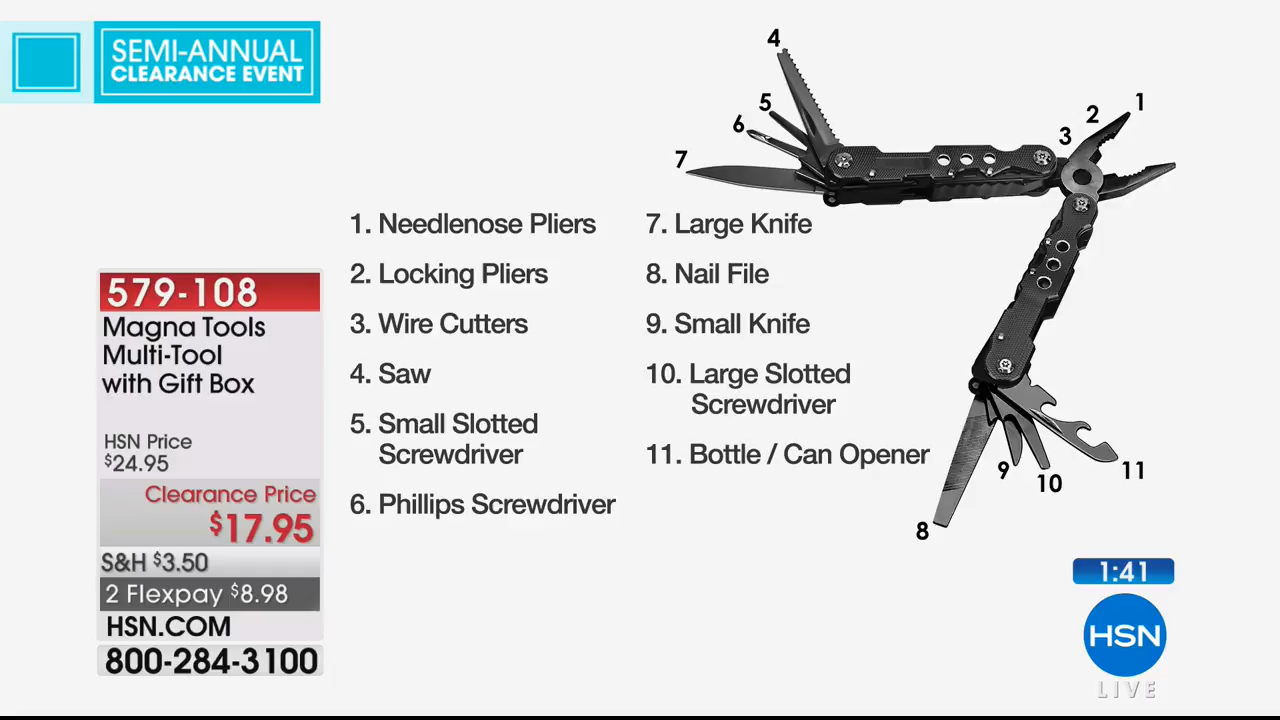 SEMI-ANNUAL
CLEARANCE EVENT
4
5
6
7
3
2
1
1. Needlenose Pliers
2. Locking Pliers
3. Wire Cutters
4. Saw
5. Small Slotted
Screwdriver
6. Phillips Screwdriver
7. Large Knife
8. Nail File
9. Small Knife
10. Large Slotted
Screwdriver
11. Bottle / Can Opener
9
10
11
8
579-108
Magna Tools
Multi-Tool
with Gift Box
HSN Price
$24.95
Clearance Price
$17.95
S&H $3.50
2 Flexpay $8.98
HSN.COM
800-284-3100
1:41
HSN
LIVE